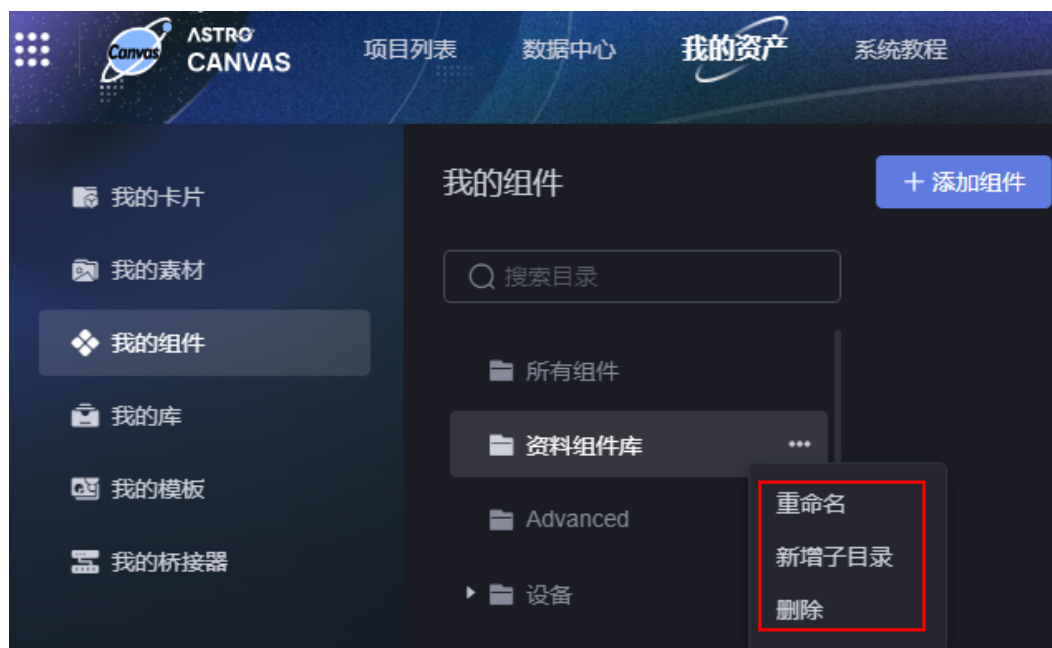 Canvas
ASTRO
CANVAS
项目列表
数据中心
我的资产
系统教程
我的卡片
我的素材
我的组件
我的库
我的模板
我的桥接器
我的组件
+ 添加组件
搜索目录
所有组件
资料组件库
Advanced
设备
重命名
新增子目录
删除